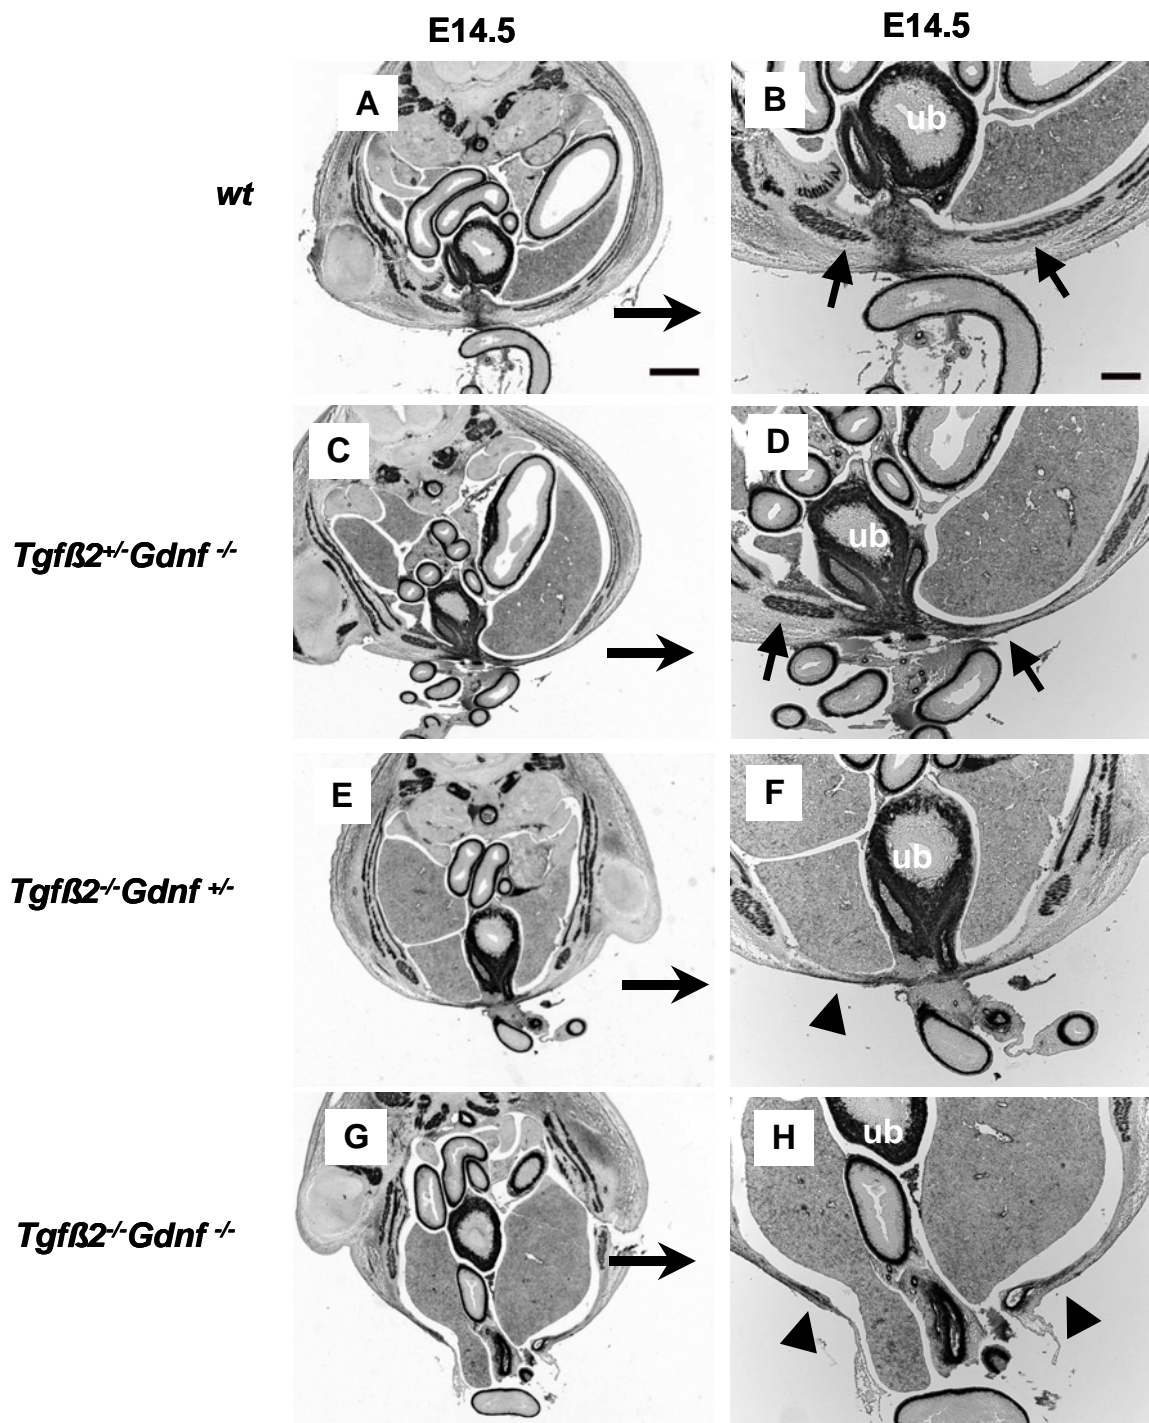 E14.5 E14.5
A B
ub
wt
C D
ub
Tgfß2+/-Gdnf -/-
E F
ub
Tgfß2-/-Gdnf +/-
G H
ub
Tgfß2-/-Gdnf -/-